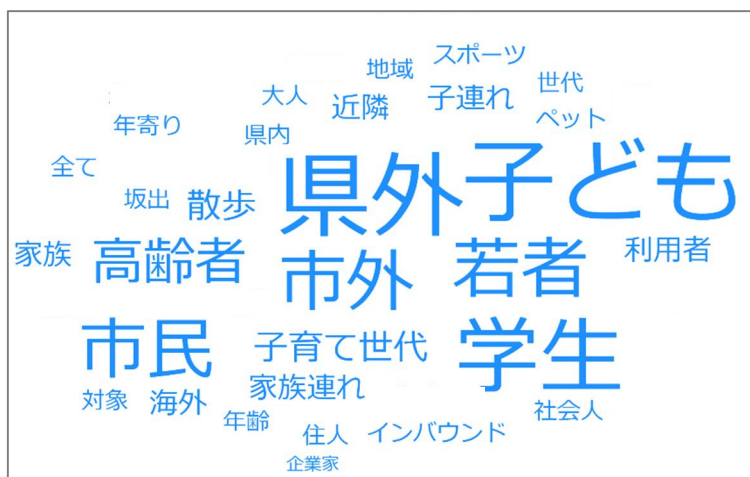 スポーツ
地域
世代
大人
近隣
子連れ
ペット
年寄り
県内
全て
県外
子ども
坂出
散歩
家族
高齢者
市外
若者
利用者
市民
子育て世代
学生
家族連れ
対象
海外
年齢
社会人
住人
インバウンド
企業家